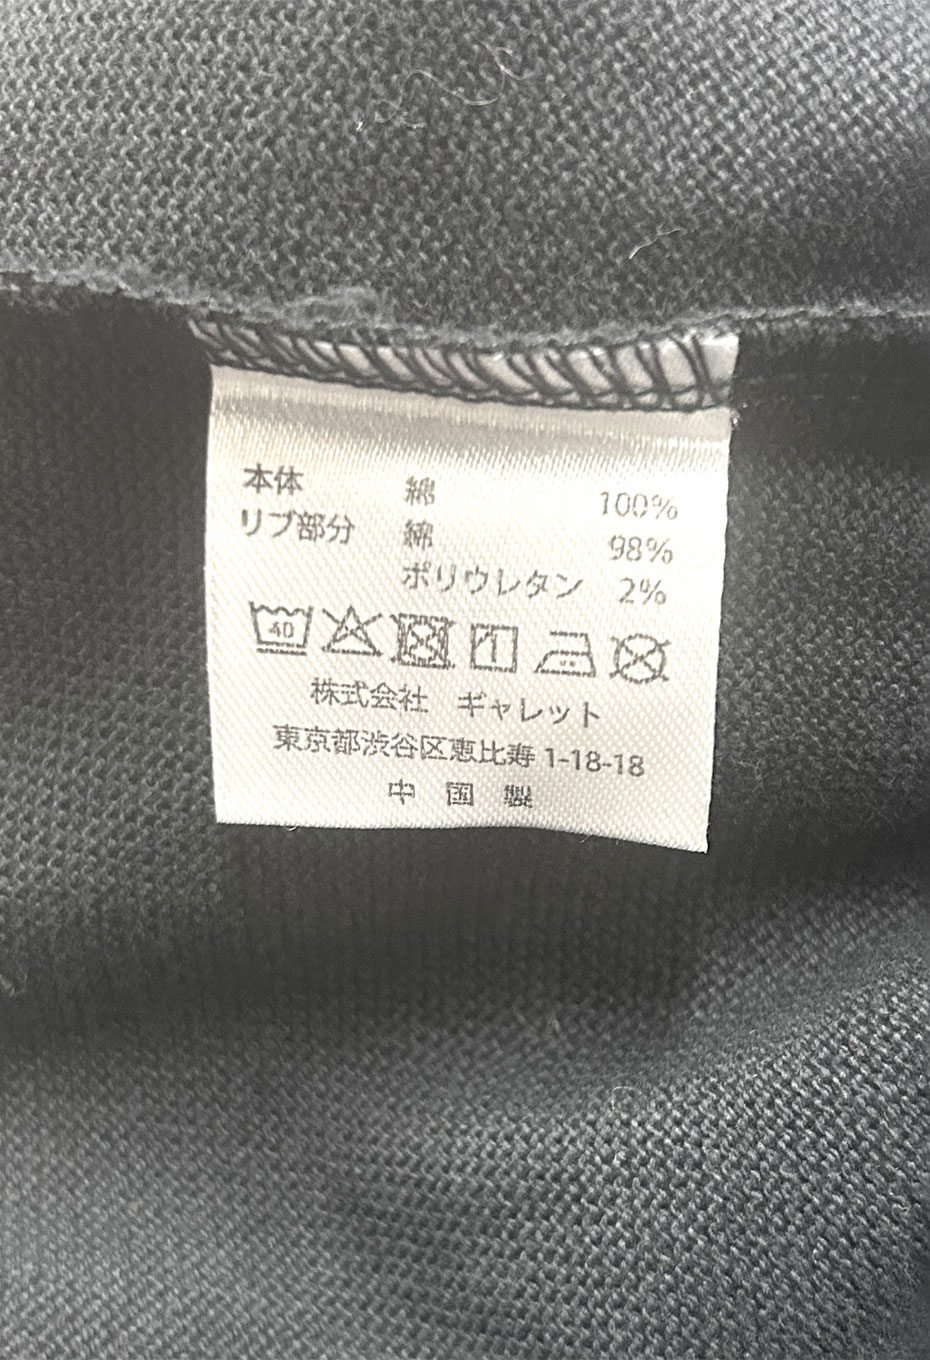 本体 綿 100%
リブ部分 綿 98%
ポリウレタン 2%
40
株式会社 ギャレット
東京都渋谷区恵比寿 1-18-18
中国製